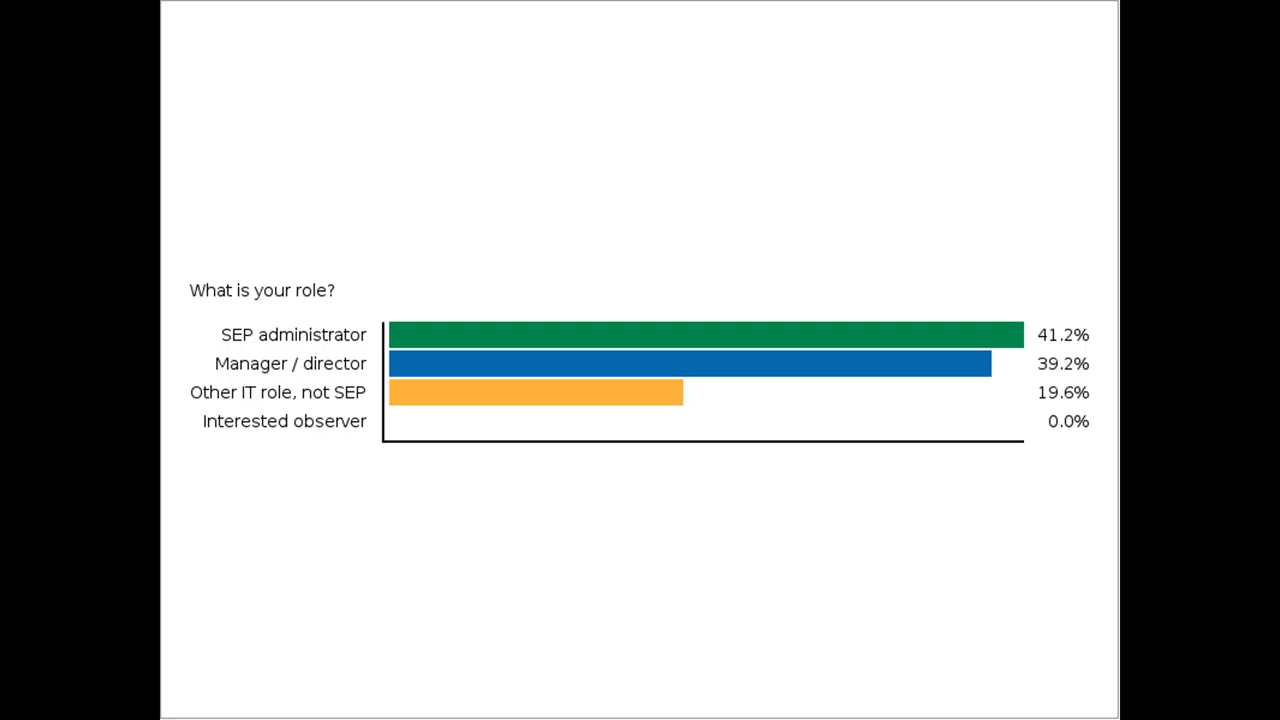 What is your role?
SEP administrator 41.2%
Manager / director 39.2%
Other IT role, not SEP 19.6%
Interested observer 0.0%